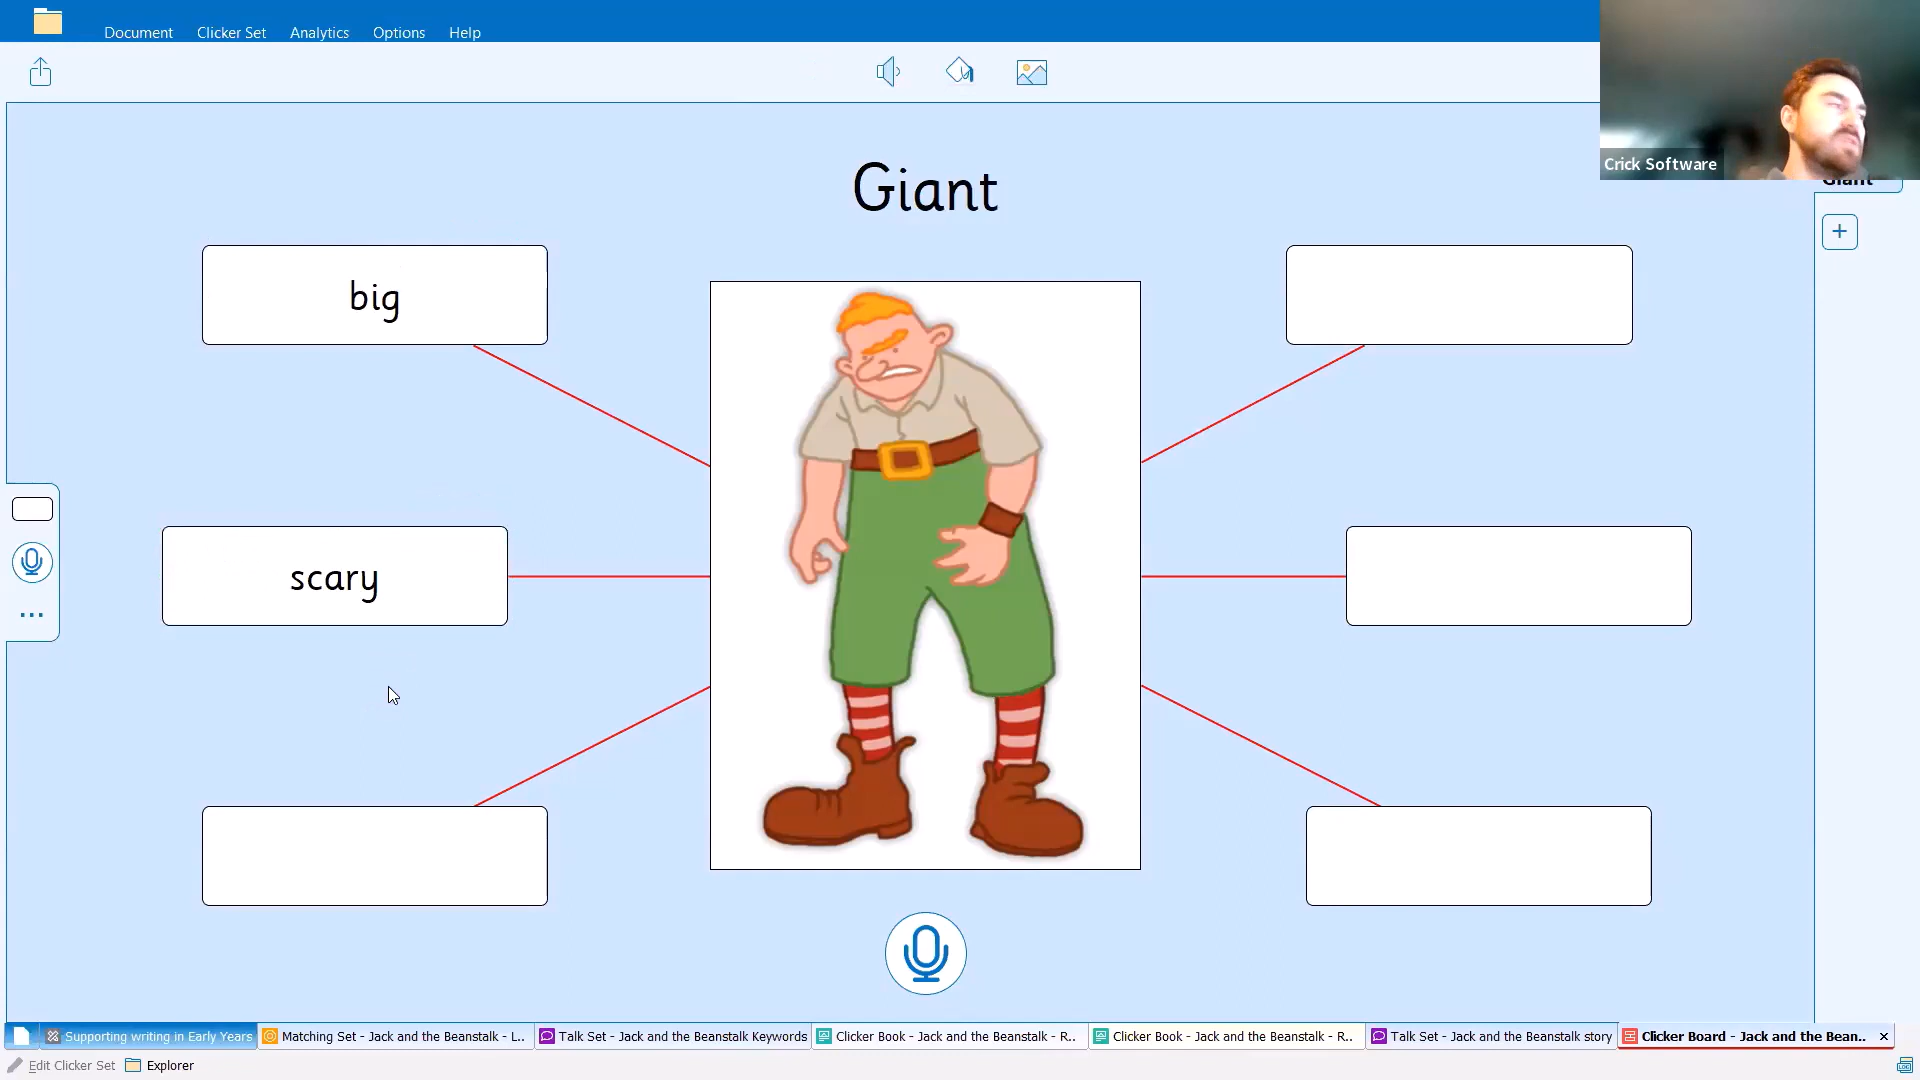 Document Clicker Set Analytics Options Help
Crick Software
Giant
Giant
big
scary
Supporting writing in Early Years
Matching Set - Jack and the Beanstalk - L..
Talk Set - Jack and the Beanstalk Keywords
Clicker Book - Jack and the Beanstalk - R..
Clicker Book - Jack and the Beanstalk - R..
Talk Set - Jack and the Beanstalk story
Clicker Board - Jack and the Bean..
Edit Clicker Set Explorer